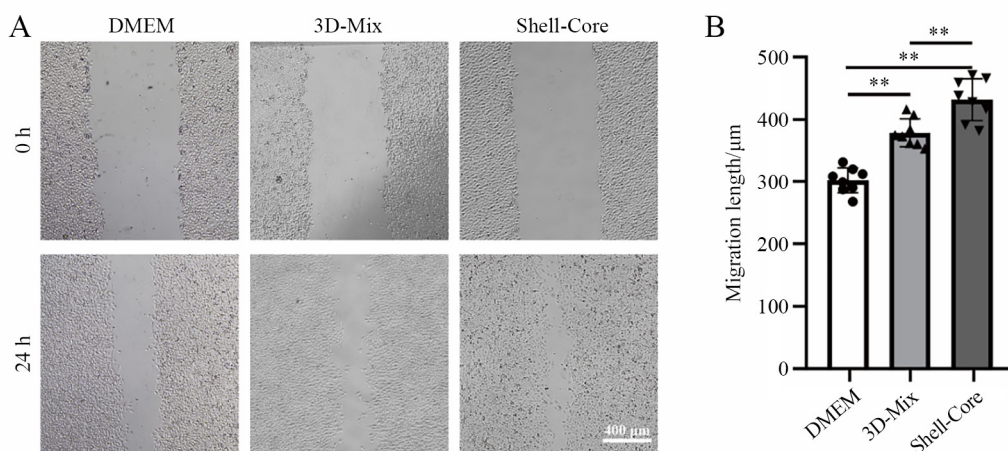 A
DMEM
3D-Mix
Shell-Core
0 h
24 h
400 μm
B
**
**
**
Migration length/μm
500
400
300
200
100
0
DMEM
3D-Mix
Shell-Core